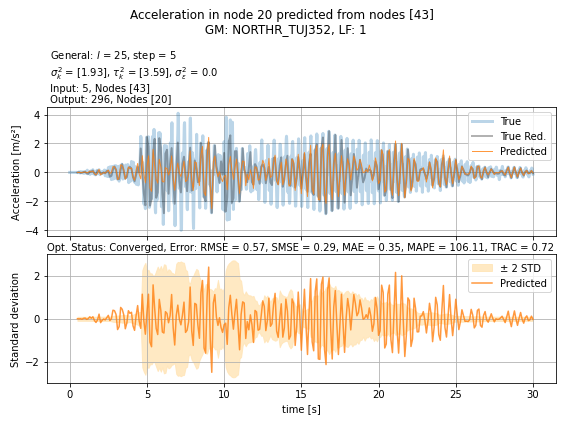 Acceleration in node 20 predicted from nodes [43]
GM: NORTHR_TUJ352, LF: 1
General: l = 25, step = 5
σ²ₖ = [1.93], τ²ₖ = [3.59], σ²ε = 0.0
Input: 5, Nodes [43]
Output: 296, Nodes [20]
Acceleration [m/s²]
4
2
0
−2
−4
True
True Red.
Predicted
Opt. Status: Converged, Error: RMSE = 0.57, SMSE = 0.29, MAE = 0.35, MAPE = 106.11, TRAC = 0.72
Standard deviation
2
0
−2
± 2 STD
Predicted
0 5 10 15 20 25 30
time [s]